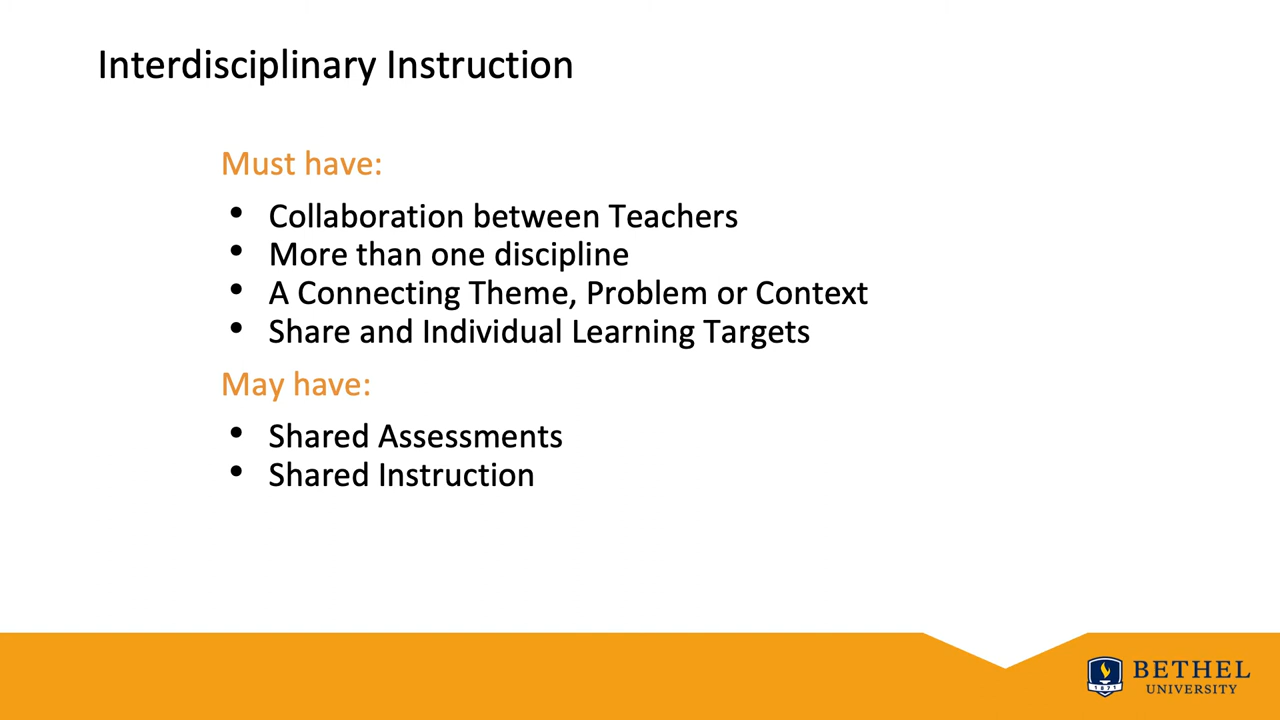 Interdisciplinary Instruction
Must have:
• Collaboration between Teachers
• More than one discipline
• A Connecting Theme, Problem or Context
• Share and Individual Learning Targets
May have:
• Shared Assessments
• Shared Instruction
1871
BETHEL
UNIVERSITY